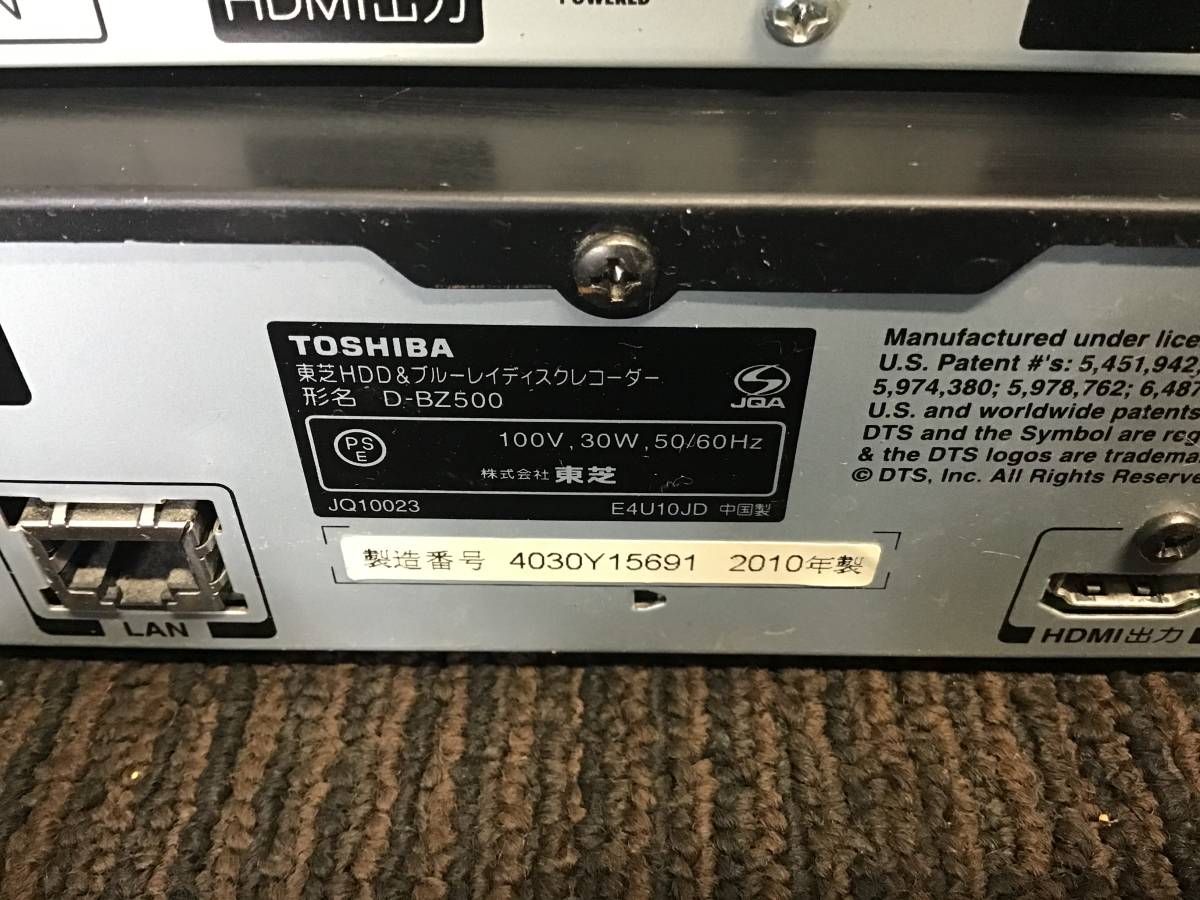 HDMI出力
POWERED
TOSHIBA
東芝HDD&ブルーレイディスクレコーダー
形名 D-BZ500
JQA
PS
E
100V, 30W, 50/60Hz
株式会社 東芝
JQ10023
E4U10JD 中国製
製造番号 4030Y15691 2010年製
LAN
Manufactured under lice
U.S. Patent #'s: 5,451,942,
5,974,380; 5,978,762; 6,487
U.S. and worldwide patents
DTS and the Symbol are reg
& the DTS logos are tradema
© DTS, Inc. All Rights Reserve
HDMI出力